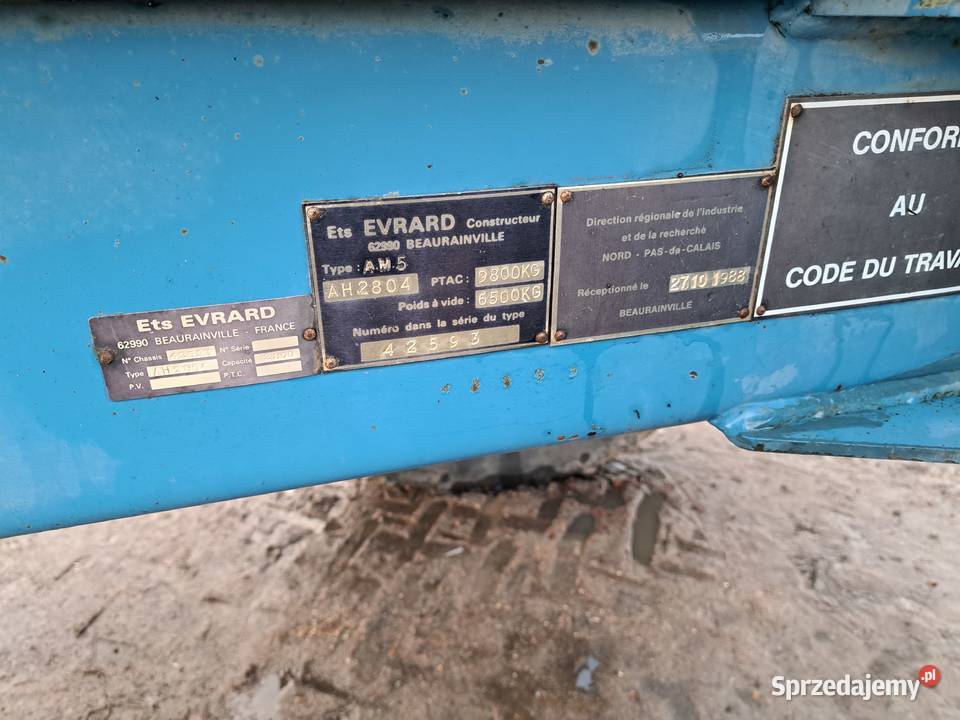 Ets EVRARD
62990 BEAURAINVILLE - FRANCE
N° Chassis N° Série
Type Capacité
P.V. P.T.C.
Ets EVRARD Constructeur
62990 BEAURAINVILLE
Type : A.M.5
AH2804 PTAC: 9800KG
Poids à vide : 6500KG
Numéro dans la série du type
42593
Direction régionale de l'industrie
et de la recherche
NORD - PAS-de-CALAIS
Réceptionné le 27.10 1988
BEAURAINVILLE
CONFOR
AU
CODE DU TRAVA
Sprzedajemy.pl